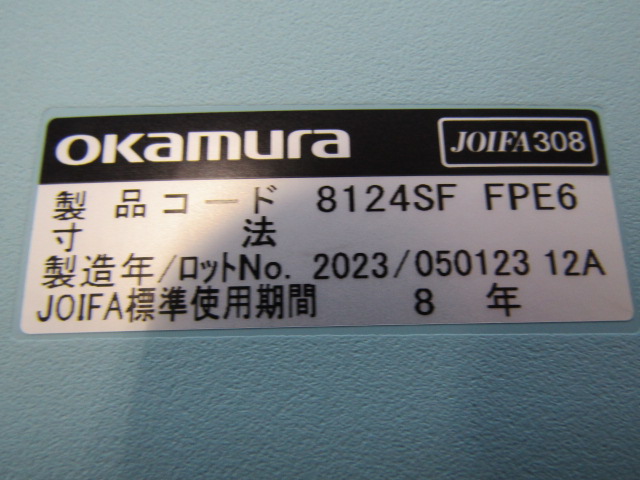 okamura
JOIFA308
製品コード 8124SF FPE6
寸法
製造年/ロットNo. 2023/050123 12A
JOIFA標準使用期間 8 年